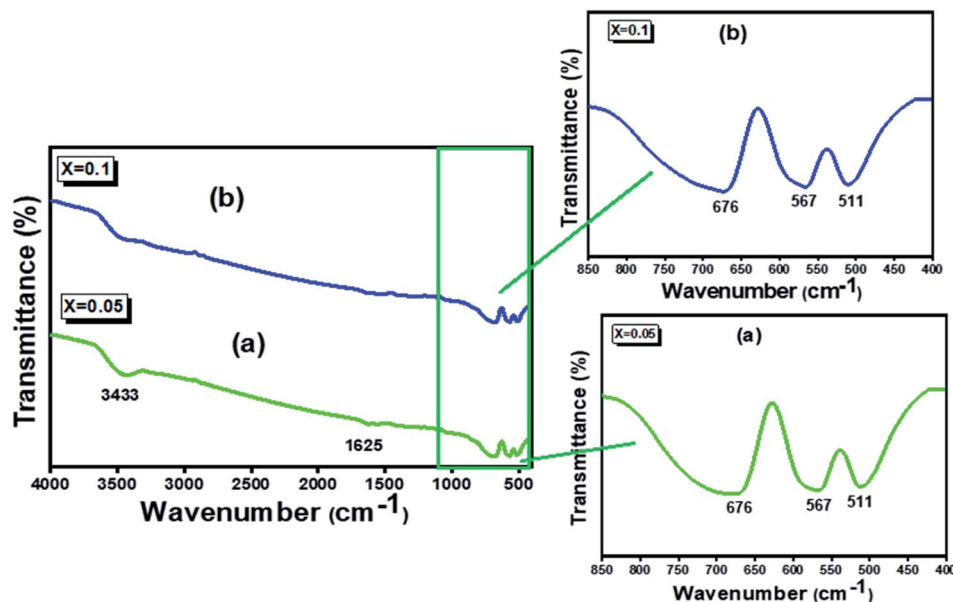 X=0.1
(b)
X=0.05
(a)
3433
1625
Transmittance (%)
4000 3500 3000 2500 2000 1500 1000 500
Wavenumber (cm-1)
X=0.1
(b)
676 567 511
Transmittance (%)
850 800 750 700 650 600 550 500 450 400
Wavenumber (cm-1)
X=0.05
(a)
676 567 511
Transmittance (%)
850 800 750 700 650 600 550 500 450 400
Wavenumber (cm-1)